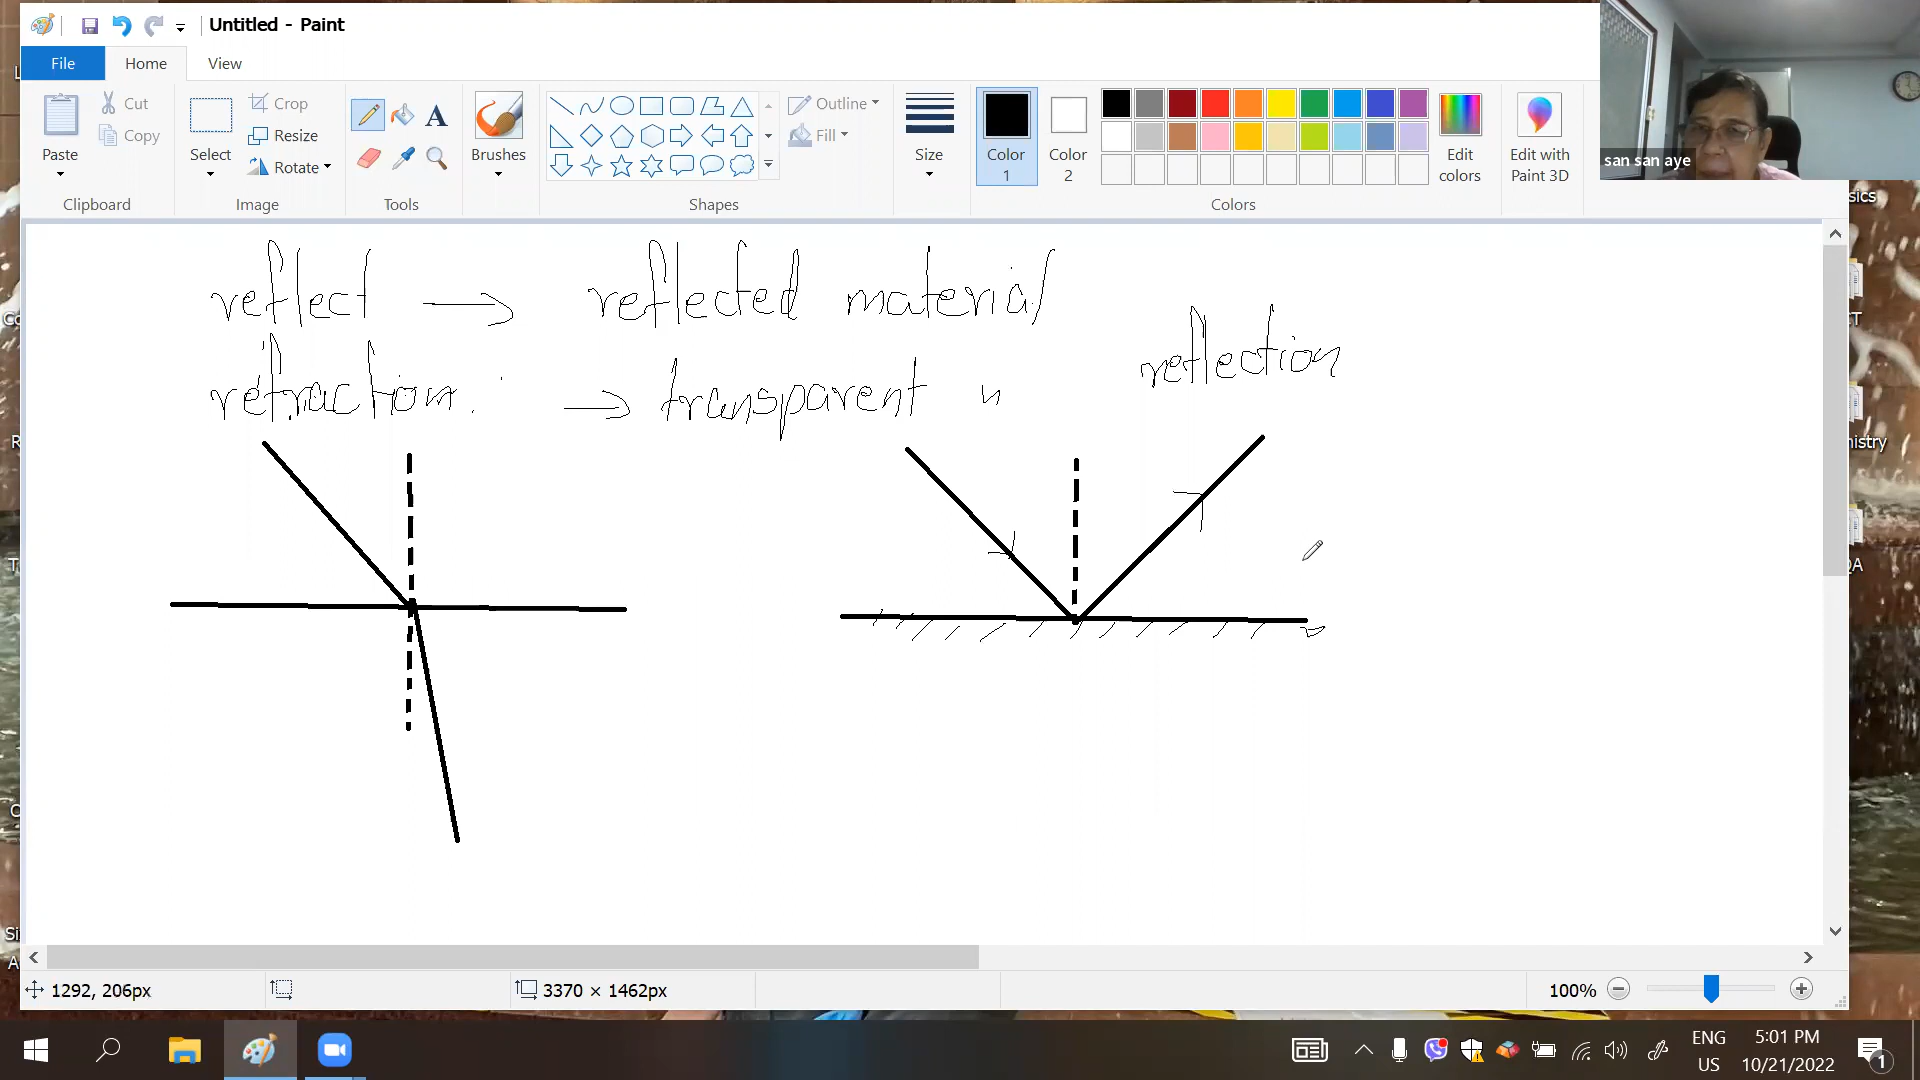 Untitled - Paint
File Home View
Paste
Cut
Copy
Clipboard
Select
Crop
Resize
Rotate
Image
Tools
Brushes
Shapes
Outline
Fill
Size
Color 1
Color 2
Edit colors
Edit with Paint 3D
Colors
san san aye
reflect → reflected material
refraction. → transparent "
reflection
1292, 206px
3370 × 1462px
100%
ENG
US
5:01 PM
10/21/2022
1